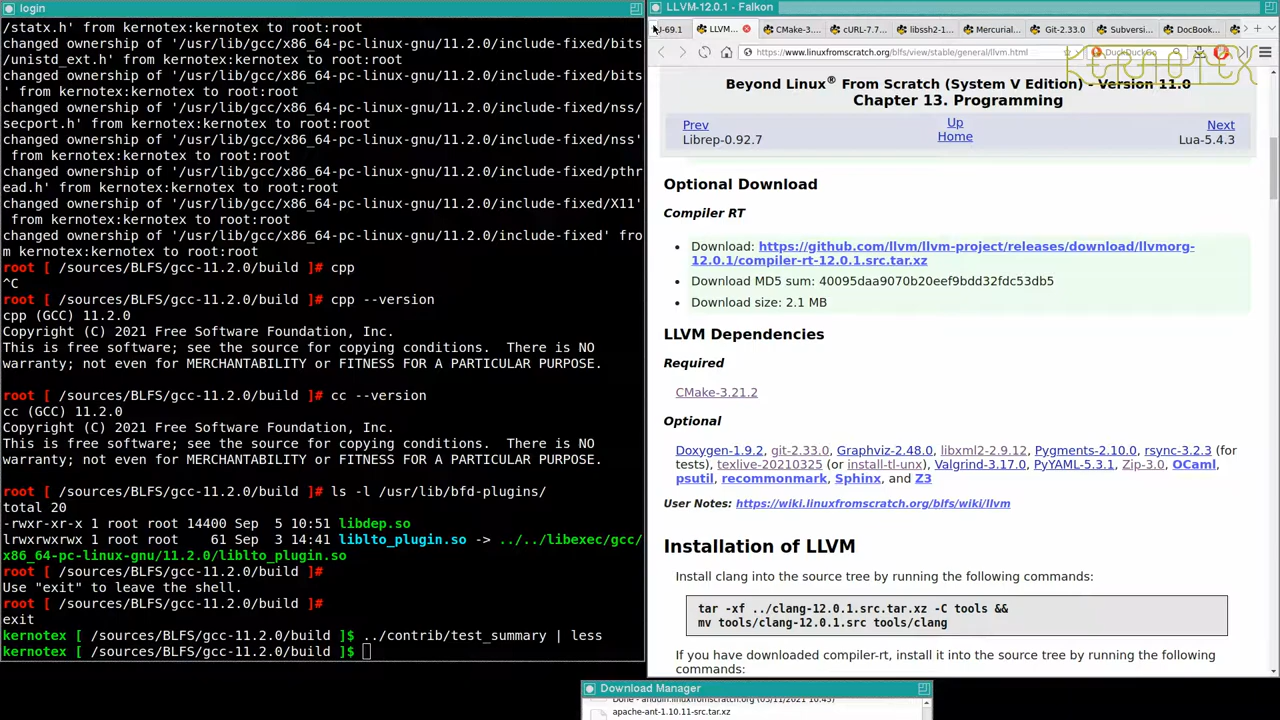 login
/statx.h' from kernotex:kernotex to root:root
changed ownership of '/usr/lib/gcc/x86_64-pc-linux-gnu/11.2.0/include-fixed/bits
/unistd_ext.h' from kernotex:kernotex to root:root
changed ownership of '/usr/lib/gcc/x86_64-pc-linux-gnu/11.2.0/include-fixed/bits
' from kernotex:kernotex to root:root
changed ownership of '/usr/lib/gcc/x86_64-pc-linux-gnu/11.2.0/include-fixed/nss/
secport.h' from kernotex:kernotex to root:root
changed ownership of '/usr/lib/gcc/x86_64-pc-linux-gnu/11.2.0/include-fixed/nss'
 from kernotex:kernotex to root:root
changed ownership of '/usr/lib/gcc/x86_64-pc-linux-gnu/11.2.0/include-fixed/pthr
ead.h' from kernotex:kernotex to root:root
changed ownership of '/usr/lib/gcc/x86_64-pc-linux-gnu/11.2.0/include-fixed/X11'
 from kernotex:kernotex to root:root
changed ownership of '/usr/lib/gcc/x86_64-pc-linux-gnu/11.2.0/include-fixed' fro
m kernotex:kernotex to root:root
root [ /sources/BLFS/gcc-11.2.0/build ]# cpp
^C
root [ /sources/BLFS/gcc-11.2.0/build ]# cpp --version
cpp (GCC) 11.2.0
Copyright (C) 2021 Free Software Foundation, Inc.
This is free software; see the source for copying conditions.  There is NO
warranty; not even for MERCHANTABILITY or FITNESS FOR A PARTICULAR PURPOSE.
root [ /sources/BLFS/gcc-11.2.0/build ]# cc --version
cc (GCC) 11.2.0
Copyright (C) 2021 Free Software Foundation, Inc.
This is free software; see the source for copying conditions.  There is NO
warranty; not even for MERCHANTABILITY or FITNESS FOR A PARTICULAR PURPOSE.
root [ /sources/BLFS/gcc-11.2.0/build ]# ls -l /usr/lib/bfd-plugins/
total 20
-rwxr-xr-x 1 root root 14400 Sep  5 10:51 libdep.so
lrwxrwxrwx 1 root root    61 Sep  3 14:41 liblto_plugin.so -> ../../libexec/gcc/
x86_64-pc-linux-gnu/11.2.0/liblto_plugin.so
root [ /sources/BLFS/gcc-11.2.0/build ]#
Use "exit" to leave the shell.
root [ /sources/BLFS/gcc-11.2.0/build ]#
exit
kernotex [ /sources/BLFS/gcc-11.2.0/build ]$ ../contrib/test_summary | less
kernotex [ /sources/BLFS/gcc-11.2.0/build ]$
LLVM-12.0.1 - Falkon
-69.1 LLVM... CMake-3.... cURL-7.7... libssh2-1... Mercurial... Git-2.33.0 Subversi... DocBook...
https://www.linuxfromscratch.org/blfs/view/stable/general/llvm.html DuckDuckGo
KERNOTEX
Beyond Linux® From Scratch (System V Edition) - Version 11.0
Chapter 13. Programming
Prev Up Next
Librep-0.92.7 Home Lua-5.4.3
Optional Download
Compiler RT
• Download: https://github.com/llvm/llvm-project/releases/download/llvmorg-
12.0.1/compiler-rt-12.0.1.src.tar.xz
• Download MD5 sum: 40095daa9070b20eef9bdd32fdc53db5
• Download size: 2.1 MB
LLVM Dependencies
Required
CMake-3.21.2
Optional
Doxygen-1.9.2, git-2.33.0, Graphviz-2.48.0, libxml2-2.9.12, Pygments-2.10.0, rsync-3.2.3 (for
tests), texlive-20210325 (or install-tl-unx), Valgrind-3.17.0, PyYAML-5.3.1, Zip-3.0, OCaml,
psutil, recommonmark, Sphinx, and Z3
User Notes: https://wiki.linuxfromscratch.org/blfs/wiki/llvm
Installation of LLVM
Install clang into the source tree by running the following commands:
tar -xf ../clang-12.0.1.src.tar.xz -C tools &&
mv tools/clang-12.0.1.src tools/clang
If you have downloaded compiler-rt, install it into the source tree by running the following
commands:
Download Manager
Done - anduin.linuxfromscratch.org (03/11/2021 10:45)
apache-ant-1.10.11-src.tar.xz